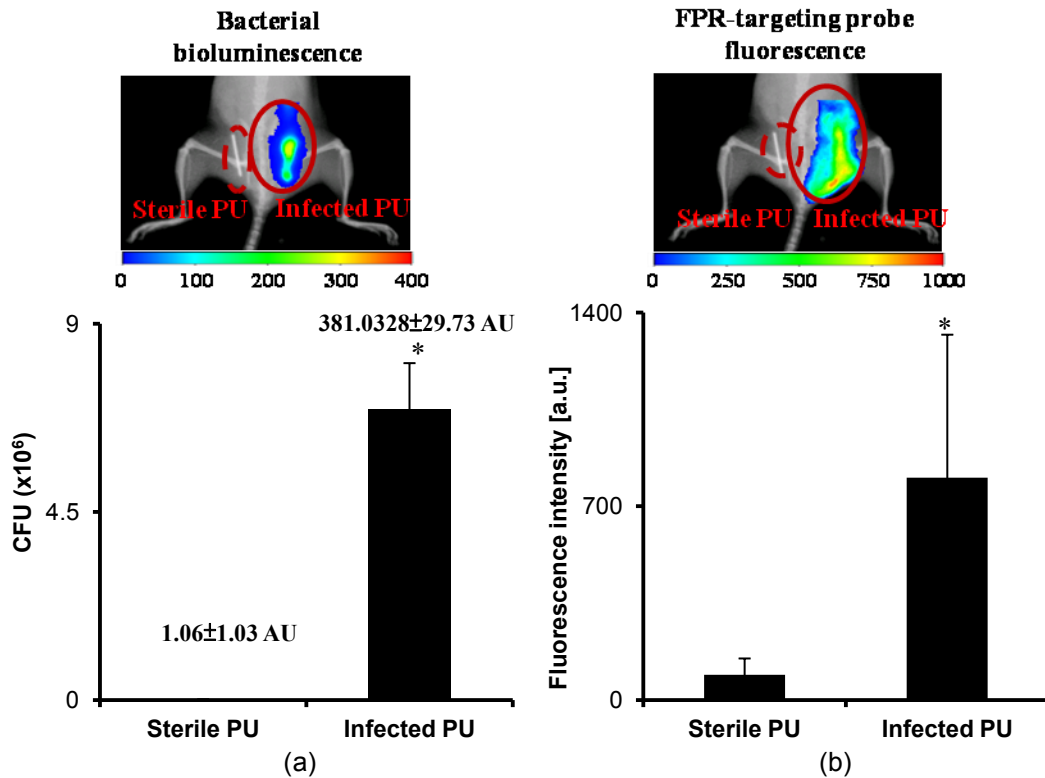 Bacterial
bioluminescence
Sterile PU Infected PU
0 100 200 300 400
9
4.5
0
CFU (x10⁶)
381.0328±29.73 AU
*
1.06±1.03 AU
Sterile PU Infected PU
(a)
FPR-targeting probe
fluorescence
Sterile PU Infected PU
0 250 500 750 1000
1400
700
0
Fluorescence intensity [a.u.]
*
Sterile PU Infected PU
(b)